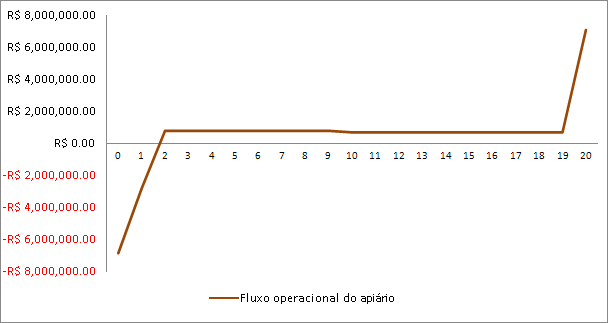 R$ 8,000,000.00
R$ 6,000,000.00
R$ 4,000,000.00
R$ 2,000,000.00
R$ 0.00
0 1 2 3 4 5 6 7 8 9 10 11 12 13 14 15 16 17 18 19 20
-R$ 2,000,000.00
-R$ 4,000,000.00
-R$ 6,000,000.00
-R$ 8,000,000.00
Fluxo operacional do apiário